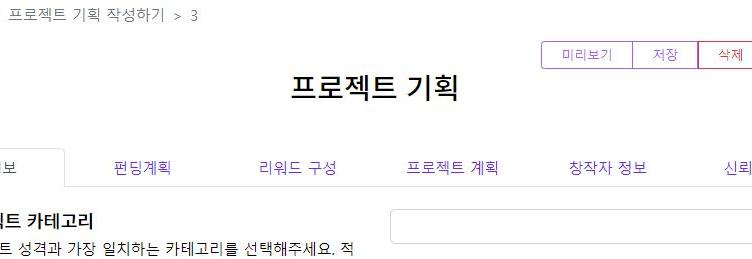 프로젝트 기획 작성하기 > 3
미리보기 저장 삭제
프로젝트 기획
펀딩계획 리워드 구성 프로젝트 계획 창작자 정보 신뢰
카테고리
성격과 가장 일치하는 카테고리를 선택해주세요. 적